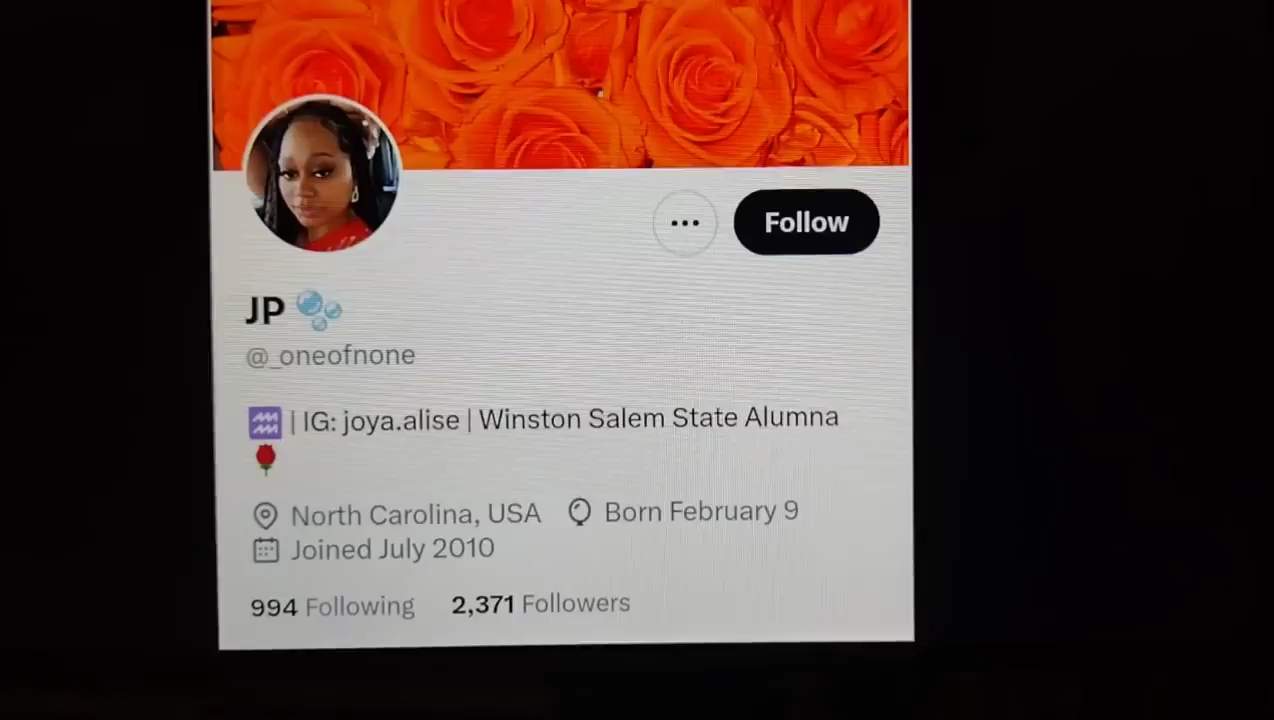 Follow
JP
@_oneofnone
| IG: joya.alise | Winston Salem State Alumna
North Carolina, USA Born February 9
Joined July 2010
994 Following 2,371 Followers